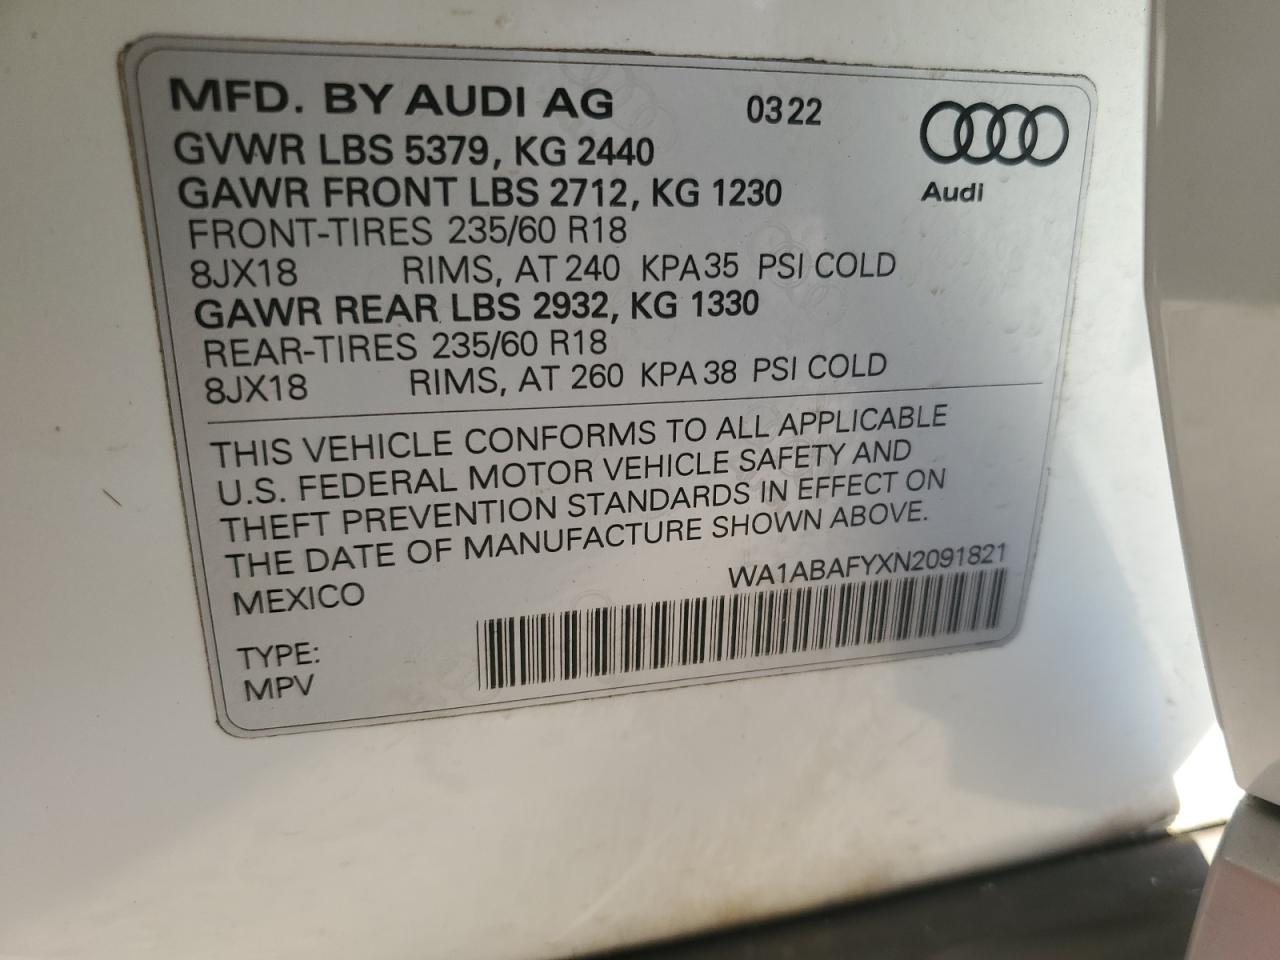 MFD. BY AUDI AG 0322
GVWR LBS 5379, KG 2440
GAWR FRONT LBS 2712, KG 1230
Audi
FRONT-TIRES 235/60 R18
8JX18 RIMS, AT 240 KPA 35 PSI COLD
GAWR REAR LBS 2932, KG 1330
REAR-TIRES 235/60 R18
8JX18 RIMS, AT 260 KPA 38 PSI COLD
THIS VEHICLE CONFORMS TO ALL APPLICABLE
U.S. FEDERAL MOTOR VEHICLE SAFETY AND
THEFT PREVENTION STANDARDS IN EFFECT ON
THE DATE OF MANUFACTURE SHOWN ABOVE.
MEXICO WA1ABAFYXN2091821
TYPE:
MPV